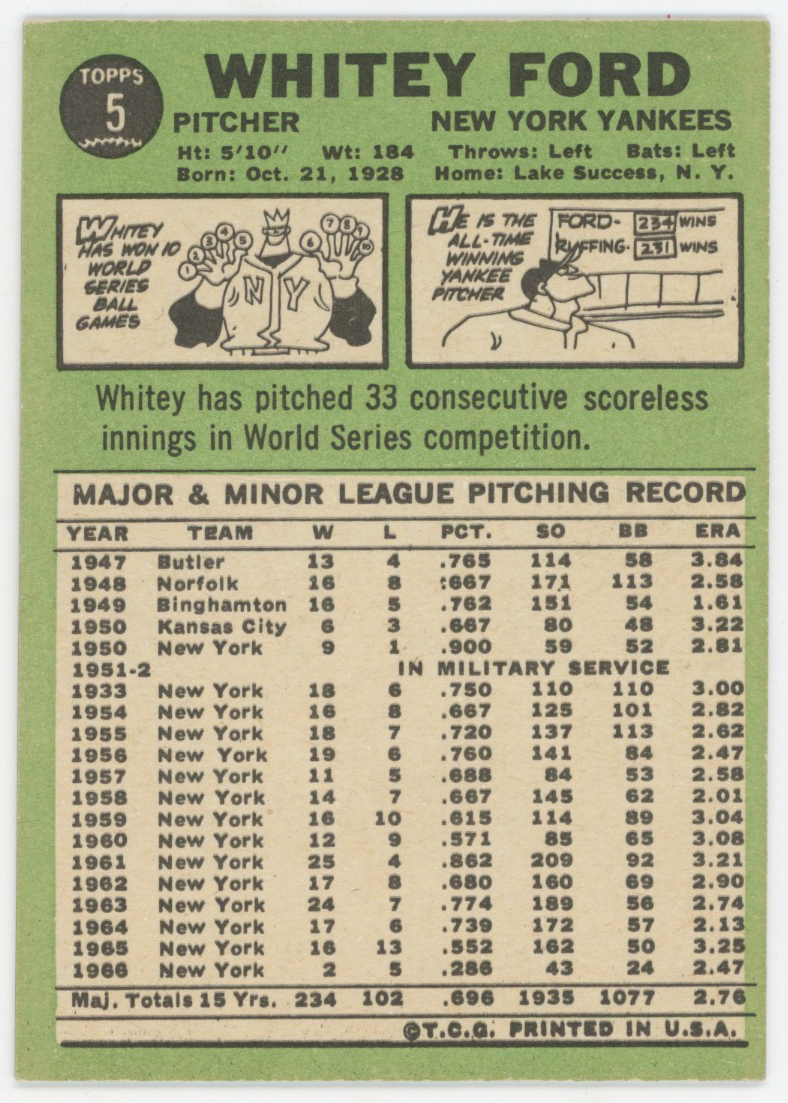 TOPPS
5
WHITEY FORD
PITCHER NEW YORK YANKEES
Ht: 5'10" Wt: 184 Throws: Left Bats: Left
Born: Oct. 21, 1928 Home: Lake Success, N. Y.
WHITEY
HAS WON 10
WORLD
SERIES
BALL
GAMES
1 2 3 4 5 6 7 8 9 10
NY
HE IS THE
ALL-TIME
WINNING
YANKEE
PITCHER
FORD- 234 WINS
RUFFING- 231 WINS
Whitey has pitched 33 consecutive scoreless
innings in World Series competition.
MAJOR & MINOR LEAGUE PITCHING RECORD
YEAR TEAM W L PCT. SO BB ERA
1947 Butler 13 4 .765 114 58 3.84
1948 Norfolk 16 8 .667 171 113 2.58
1949 Binghamton 16 5 .762 151 54 1.61
1950 Kansas City 6 3 .667 80 48 3.22
1950 New York 9 1 .900 59 52 2.81
1951-2 IN MILITARY SERVICE
1933 New York 18 6 .750 110 110 3.00
1954 New York 16 8 .667 125 101 2.82
1955 New York 18 7 .720 137 113 2.62
1956 New York 19 6 .760 141 84 2.47
1957 New York 11 5 .688 84 53 2.58
1958 New York 14 7 .667 145 62 2.01
1959 New York 16 10 .615 114 89 3.04
1960 New York 12 9 .571 85 65 3.08
1961 New York 25 4 .862 209 92 3.21
1962 New York 17 8 .680 160 69 2.90
1963 New York 24 7 .774 189 56 2.74
1964 New York 17 6 .739 172 57 2.13
1965 New York 16 13 .552 162 50 3.25
1966 New York 2 5 .286 43 24 2.47
Maj. Totals 15 Yrs. 234 102 .696 1935 1077 2.76
©T.C.G. PRINTED IN U.S.A.